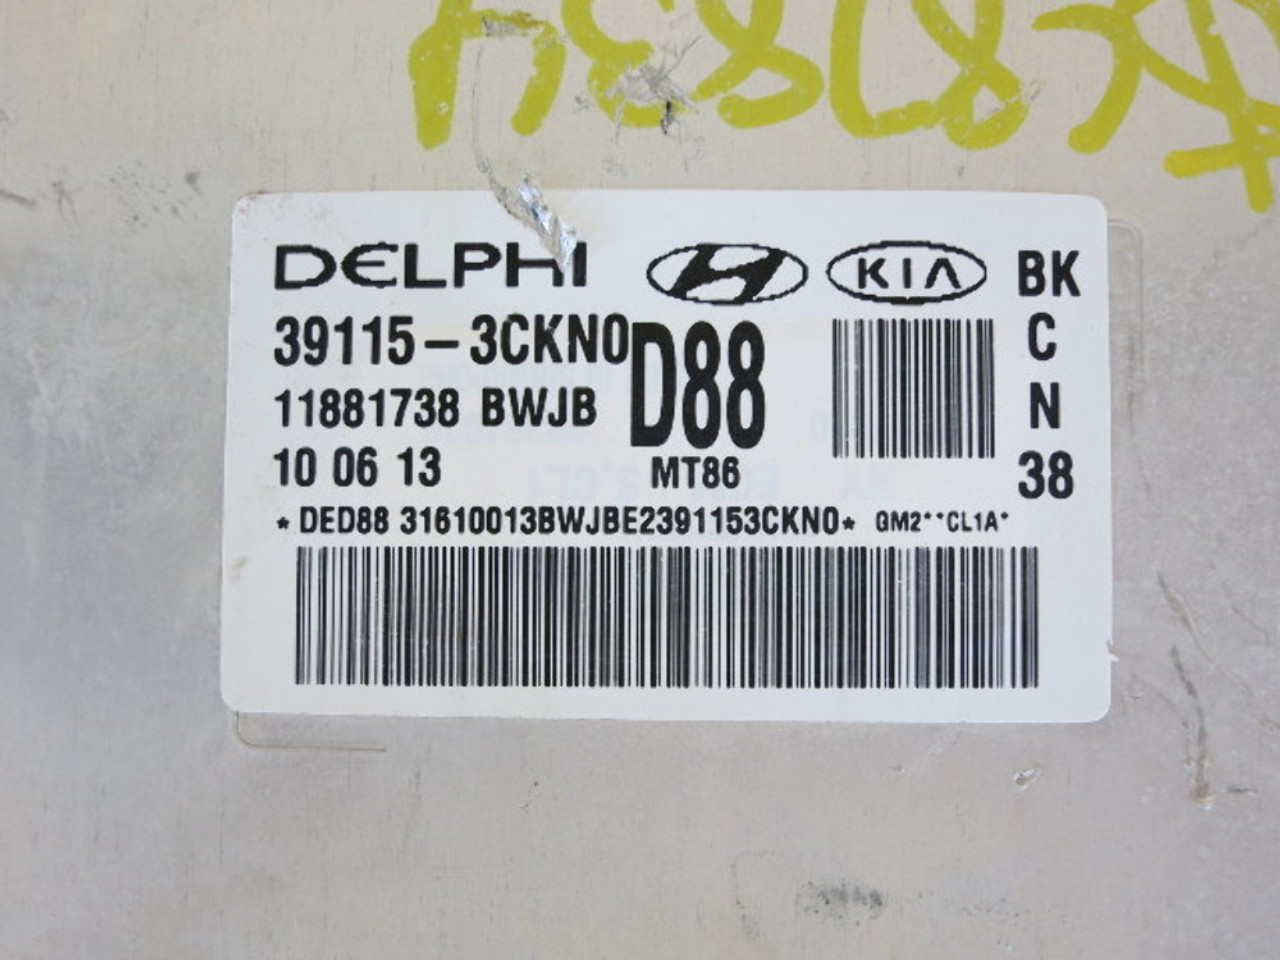 DELPHI KIA BK
39115-3CKN0 D88 C
11881738 BWJB N
10 06 13 MT86 38
*DED88 31610013BWJBE2391153CKN0* GM2**CL1A*